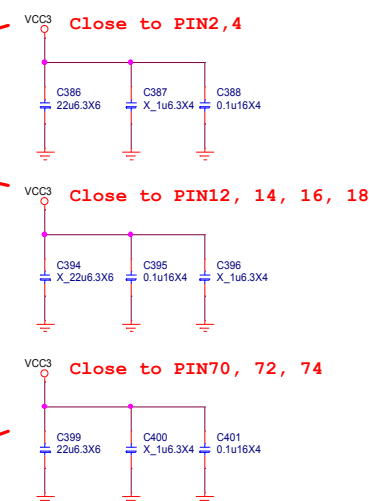 VCC3 Close to PIN2,4
C386 C387 C388
22u6.3X6 X_1u6.3X4 0.1u16X4
VCC3 Close to PIN12, 14, 16, 18
C394 C395 C396
X_22u6.3X6 0.1u16X4 X_1u6.3X4
VCC3 Close to PIN70, 72, 74
C399 C400 C401
22u6.3X6 X_1u6.3X4 0.1u16X4